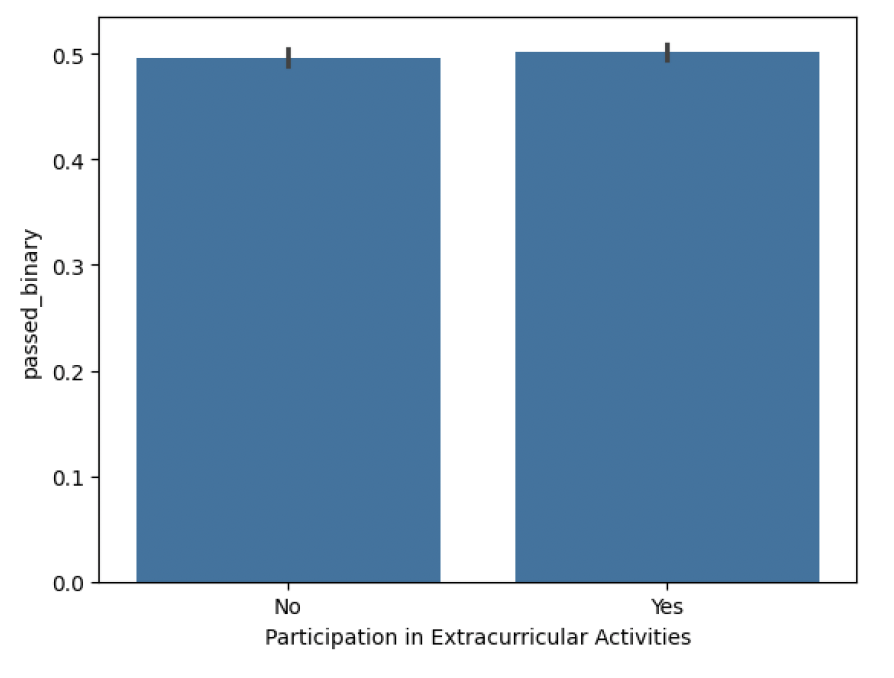 0.5
0.4
0.3
0.2
0.1
0.0
passed_binary
No
Yes
Participation in Extracurricular Activities